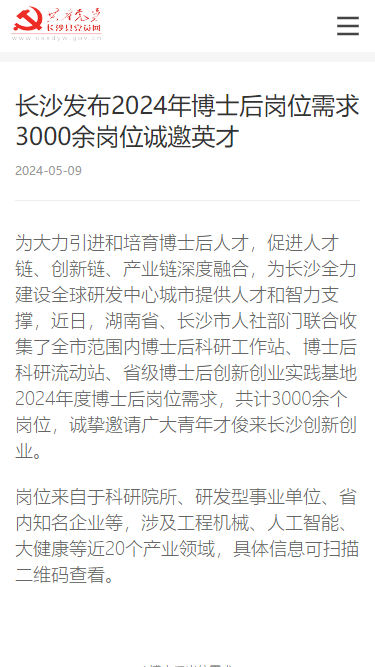 长沙县党员网
www.csxdyw.gov.cn
长沙发布2024年博士后岗位需求
3000余岗位诚邀英才
2024-05-09
为大力引进和培育博士后人才，促进人才
链、创新链、产业链深度融合，为长沙全力
建设全球研发中心城市提供人才和智力支
撑，近日，湖南省、长沙市人社部门联合收
集了全市范围内博士后科研工作站、博士后
科研流动站、省级博士后创新创业实践基地
2024年度博士后岗位需求，共计3000余个
岗位，诚挚邀请广大青年才俊来长沙创新创
业。
岗位来自于科研院所、研发型事业单位、省
内知名企业等，涉及工程机械、人工智能、
大健康等近20个产业领域，具体信息可扫描
二维码查看。